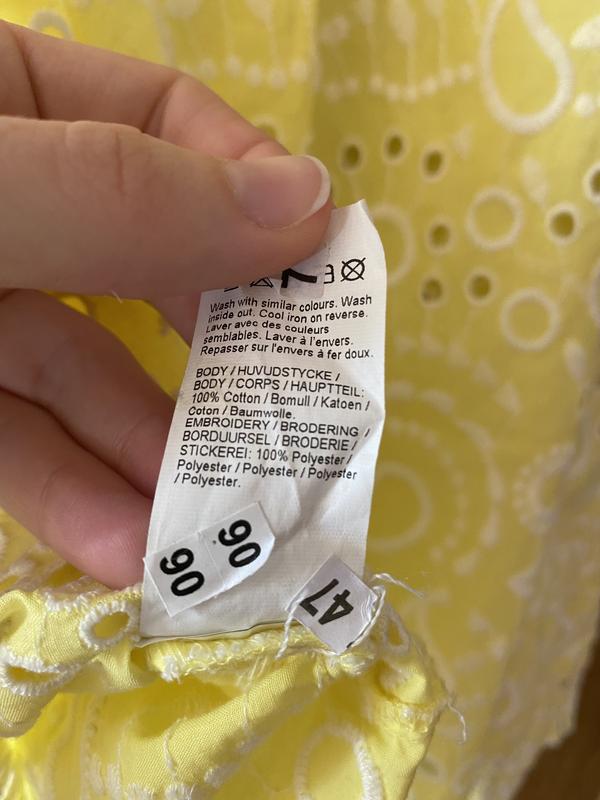 Wash with similar colours. Wash
inside out. Cool iron on reverse.
Laver avec des couleurs
semblables. Laver à l'envers.
Repasser sur l'envers à fer doux.
BODY / HUVUDSTYCKE /
BODY / CORPS / HAUPTTEIL:
100% Cotton / Bomull / Katoen /
Coton / Baumwolle.
EMBROIDERY / BRODERING /
BORDUURSEL / BRODERIE /
STICKEREI: 100% Polyester /
Polyester / Polyester / Polyester
/ Polyester.
06 06
47